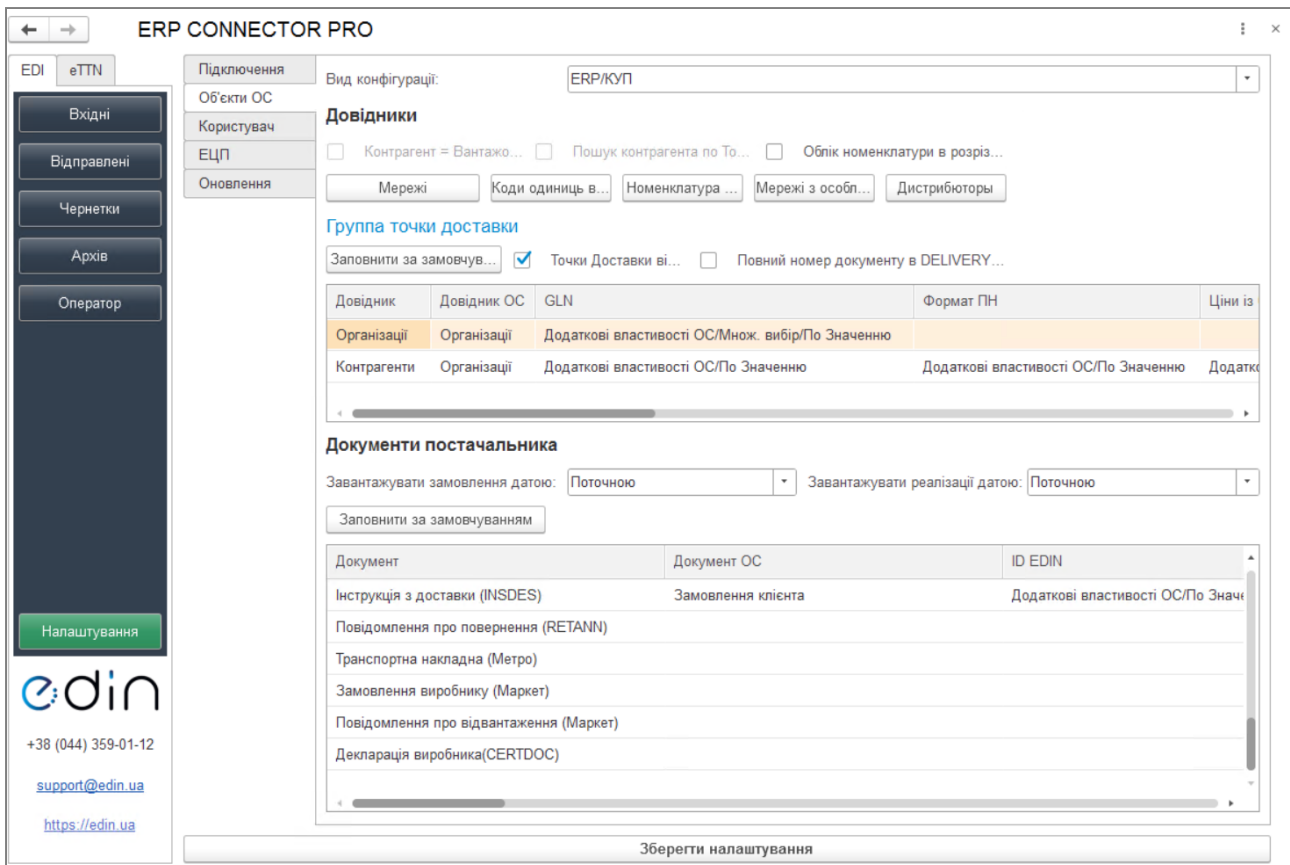 ERP CONNECTOR PRO
EDI eTTN
Вхідні
Відправлені
Чернетки
Архів
Оператор
Налаштування
edin
+38 (044) 359-01-12
support@edin.ua
https://edin.ua
Підключення
Об'єкти ОС
Користувач
ЕЦП
Оновлення
Вид конфігурації: ERP/КУП
Довідники
Контрагент = Вантажо... Пошук контрагента по То... Облік номенклатури в розріз...
Мережі Коди одиниць в... Номенклатура ... Мережі з особл... Дистрибюторы
Группа точки доставки
Заповнити за замовчув... Точки Доставки ві... Повний номер документу в DELIVERY...
Довідник Довідник ОС GLN Формат ПН Ціни із
Організації Організації Додаткові властивості ОС/Множ. вибір/По Значенню
Контрагенти Організації Додаткові властивості ОС/По Значенню Додаткові властивості ОС/По Значенню Додатко
Документи постачальника
Завантажувати замовлення датою: Поточною Завантажувати реалізації датою: Поточною
Заповнити за замовчуванням
Документ Документ ОС ID EDIN
Інструкція з доставки (INSDES) Замовлення клієнта Додаткові властивості ОС/По Значе
Повідомлення про повернення (RETANN)
Транспортна накладна (Метро)
Замовлення виробнику (Маркет)
Повідомлення про відвантаження (Маркет)
Декларація виробника(CERTDOC)
Зберегти налаштування